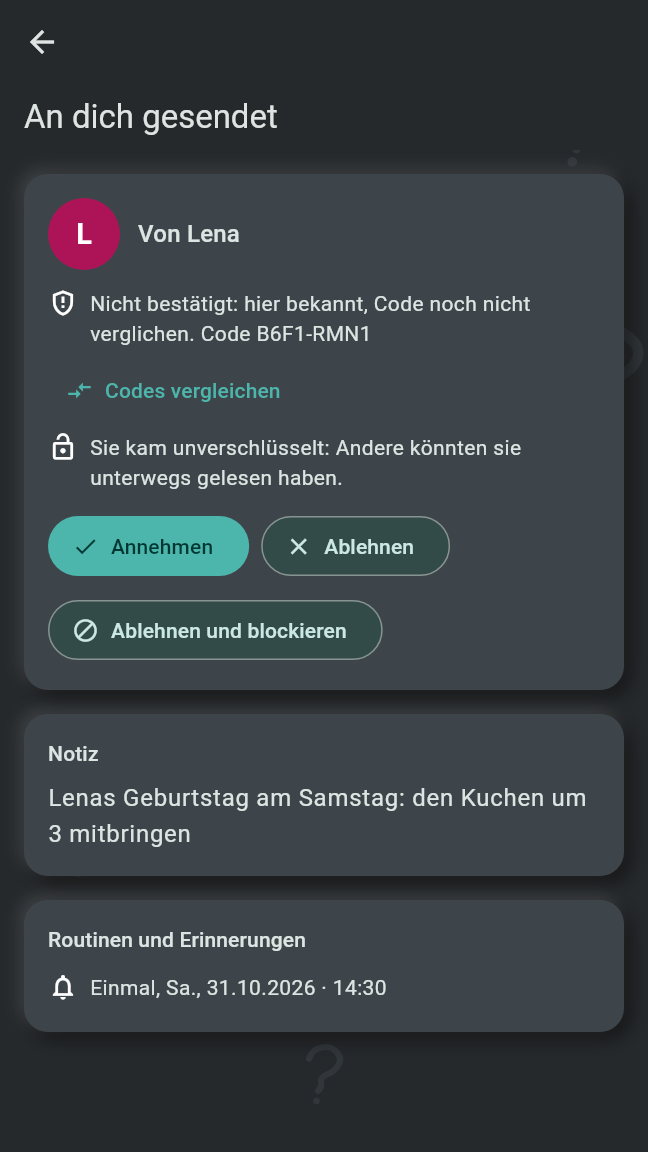 An dich gesendet
L
Von Lena
Nicht bestätigt: hier bekannt, Code noch nicht
verglichen. Code B6F1-RMN1
Codes vergleichen
Sie kam unverschlüsselt: Andere könnten sie
unterwegs gelesen haben.
Annehmen
Ablehnen
Ablehnen und blockieren
Notiz
Lenas Geburtstag am Samstag: den Kuchen um
3 mitbringen
Routinen und Erinnerungen
Einmal, Sa., 31.10.2026 · 14:30
?